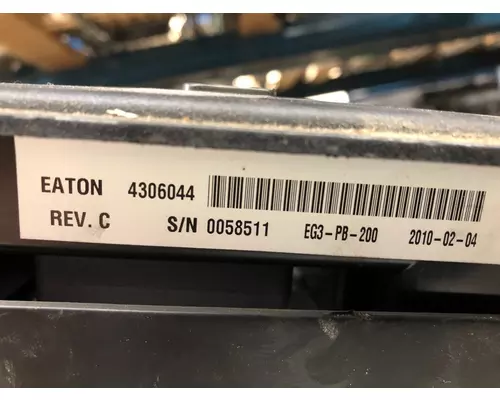 EATON 4306044
REV. C S/N 0058511 EG3-PB-200 2010-02-04